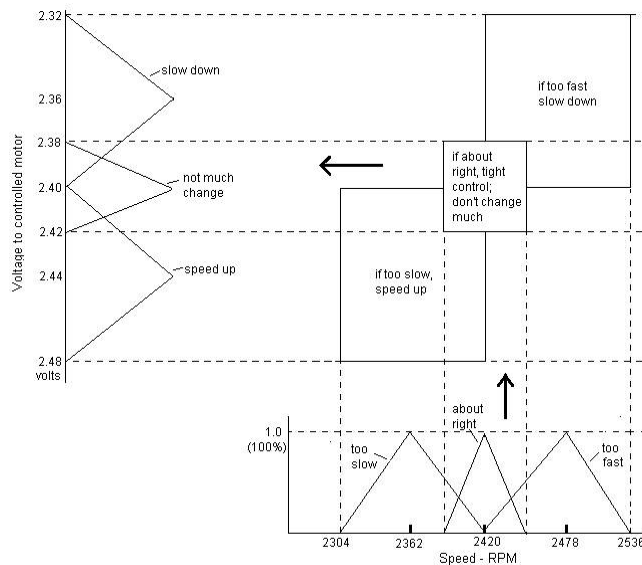 2.32
slow down
2.36
if too fast
slow down
2.38
if about
right, tight
control;
don't change
much
not much
change
2.40
2.42
Voltage to controlled motor
speed up
2.44
if too slow,
speed up
2.48
volts
about
right
1.0
(100%)
too
slow
too
fast
2304
2362
2420
2478
2536
Speed - RPM